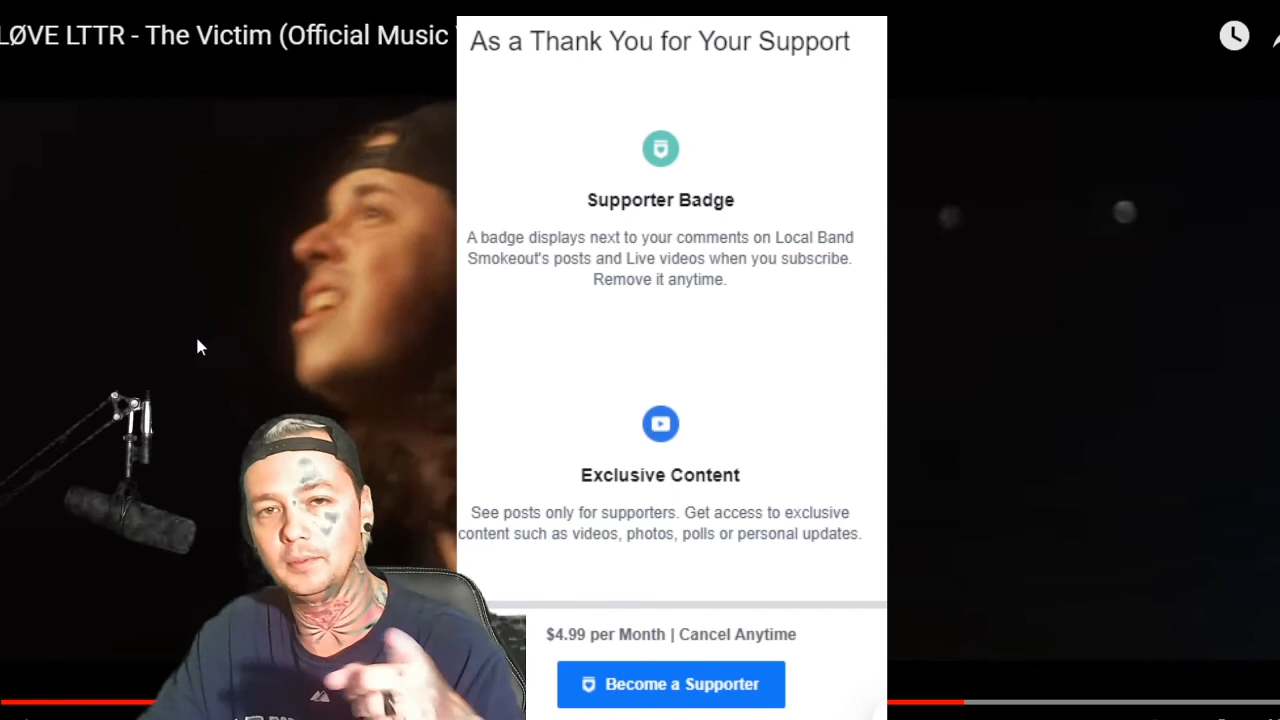 LØVE LTTR - The Victim (Official Music
As a Thank You for Your Support
Supporter Badge
A badge displays next to your comments on Local Band
Smokeout's posts and Live videos when you subscribe.
Remove it anytime.
Exclusive Content
See posts only for supporters. Get access to exclusive
content such as videos, photos, polls or personal updates.
$4.99 per Month | Cancel Anytime
Become a Supporter